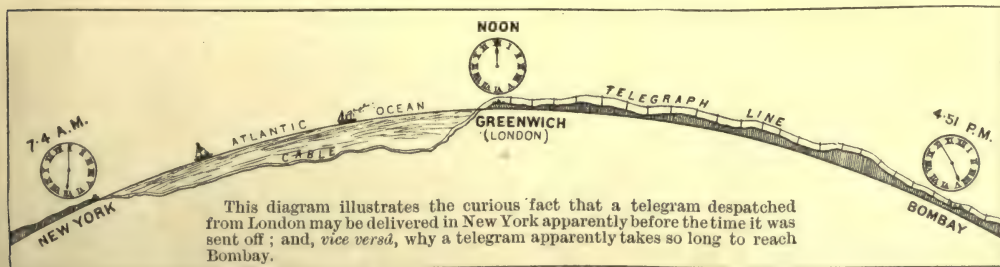 NOON
7·4 A.M.
ATLANTIC OCEAN
CABLE
TELEGRAPH LINE
4·51 P.M.
GREENWICH
(LONDON)
NEW YORK
BOMBAY
This diagram illustrates the curious fact that a telegram despatched
from London may be delivered in New York apparently before the time it was
sent off; and, vice versâ, why a telegram apparently takes so long to reach
Bombay.